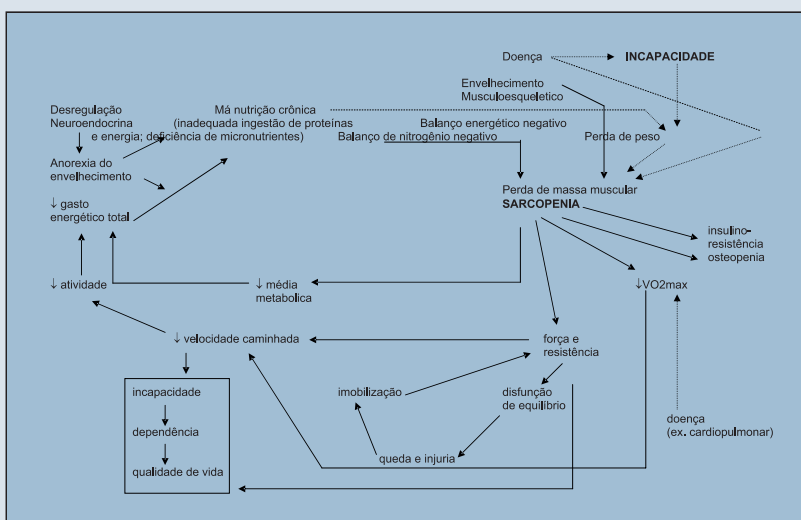 Doença
INCAPACIDADE
Envelhecimento
Musculoesqueletico
Desregulação
Neuroendocrina
e energia; deficiência de micronutrientes)
Má nutrição crônica
(inadequada ingestão de proteínas
Balanço energético negativo
Balanço de nitrogênio negativo
Perda de peso
Anorexia do
envelhecimento
↓ gasto
energético total
Perda de massa muscular
SARCOPENIA
insulino-
resistência
osteopenia
↓ atividade
↓ média
metabolica
↓VO2max
↓ velocidade caminhada
força e
resistência
incapacidade
dependência
qualidade de vida
imobilização
disfunção
de equilíbrio
queda e injuria
doença
(ex. cardiopulmonar)